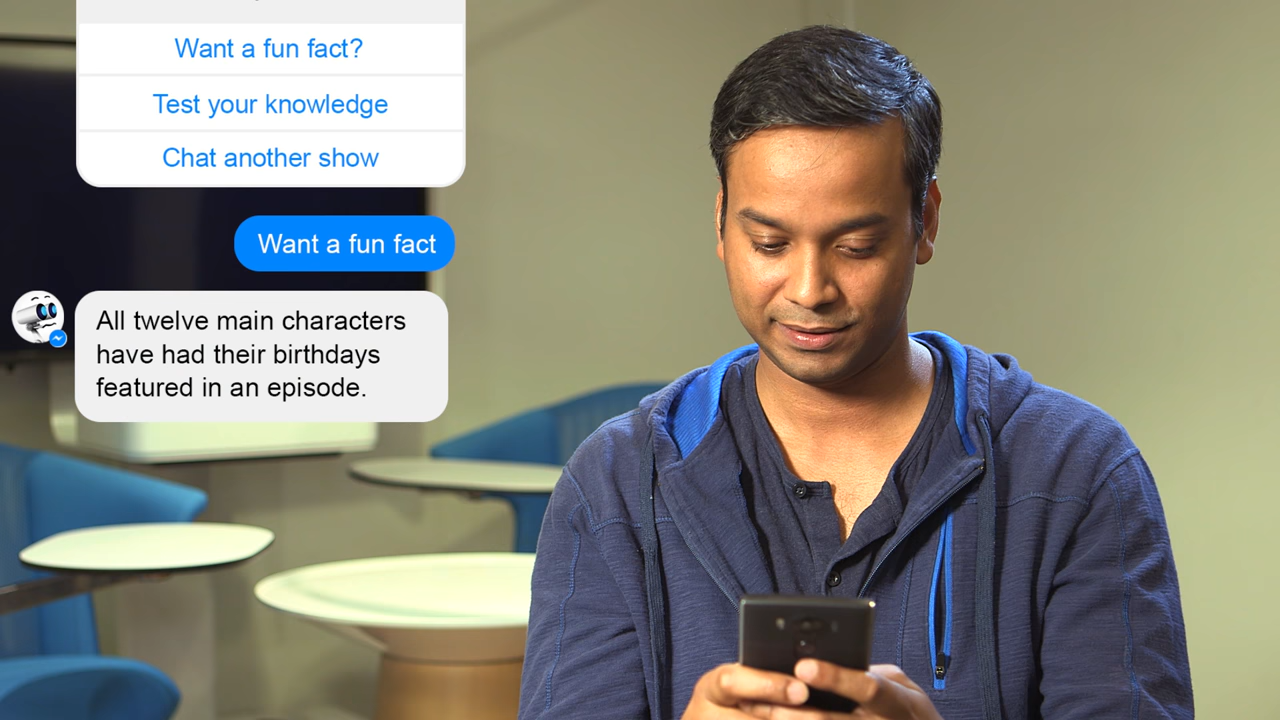 Want a fun fact?
Test your knowledge
Chat another show
Want a fun fact
All twelve main characters
have had their birthdays
featured in an episode.